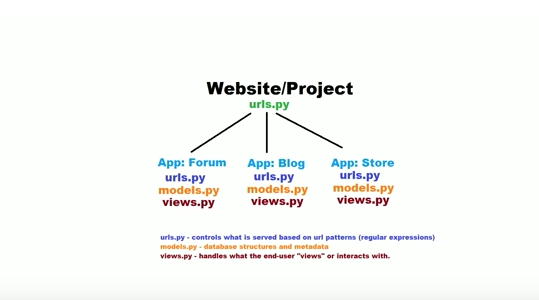 Website/Project
urls.py
App: Forum
urls.py
models.py
views.py
App: Blog
urls.py
models.py
views.py
App: Store
urls.py
models.py
views.py
urls.py - controls what is served based on url patterns (regular expressions)
models.py - database structures and metadata
views.py - handles what the end-user "views" or interacts with.